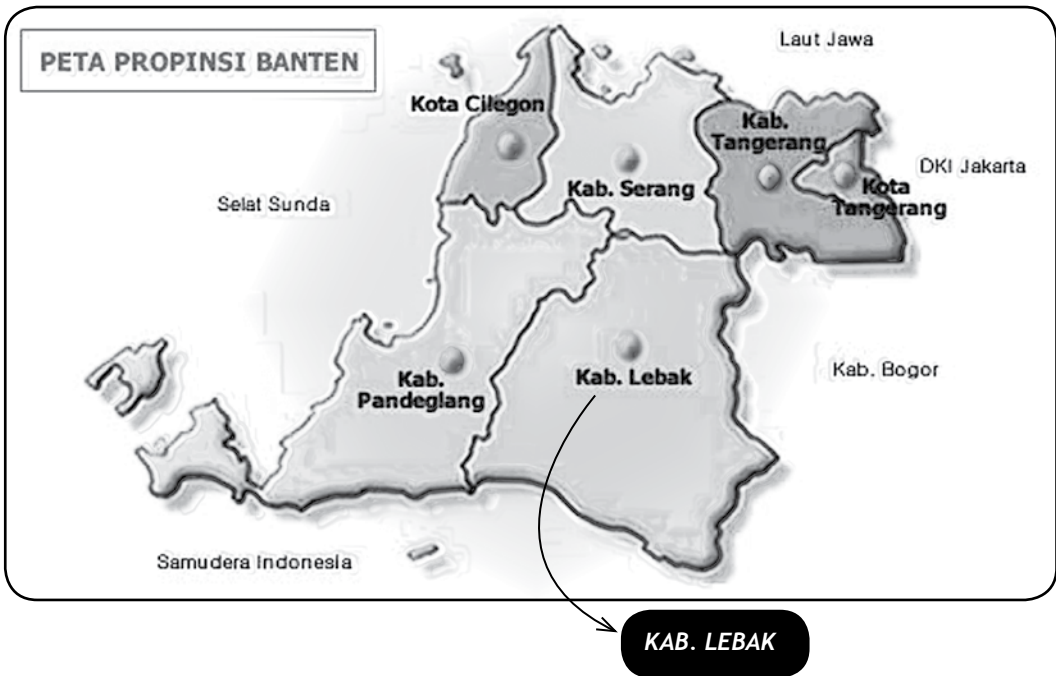 PETA PROPINSI BANTEN
Laut Jawa
Kota Cilegon
Kab.
Tangerang
DKI Jakarta
Kab. Serang
Kota
Tangerang
Selat Sunda
Kab. Bogor
Kab.
Pandeglang
Kab. Lebak
Samudera Indonesia
KAB. LEBAK